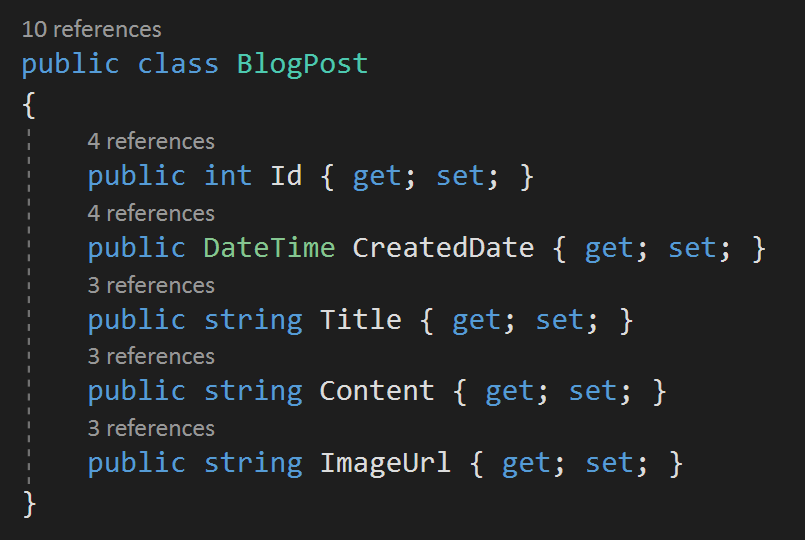 10 references
public class BlogPost
{
4 references
public int Id { get; set; }
4 references
public DateTime CreatedDate { get; set; }
3 references
public string Title { get; set; }
3 references
public string Content { get; set; }
3 references
public string ImageUrl { get; set; }
}